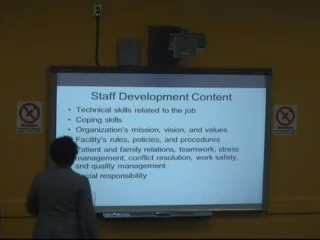 Staff Development Content
• Technical skills related to the job
• Coping skills
• Organization's mission, vision, and values
• Facility's rules, policies, and procedures
Patient and family relations, teamwork, stress
management, conflict resolution, work safety,
and quality management
social responsibility